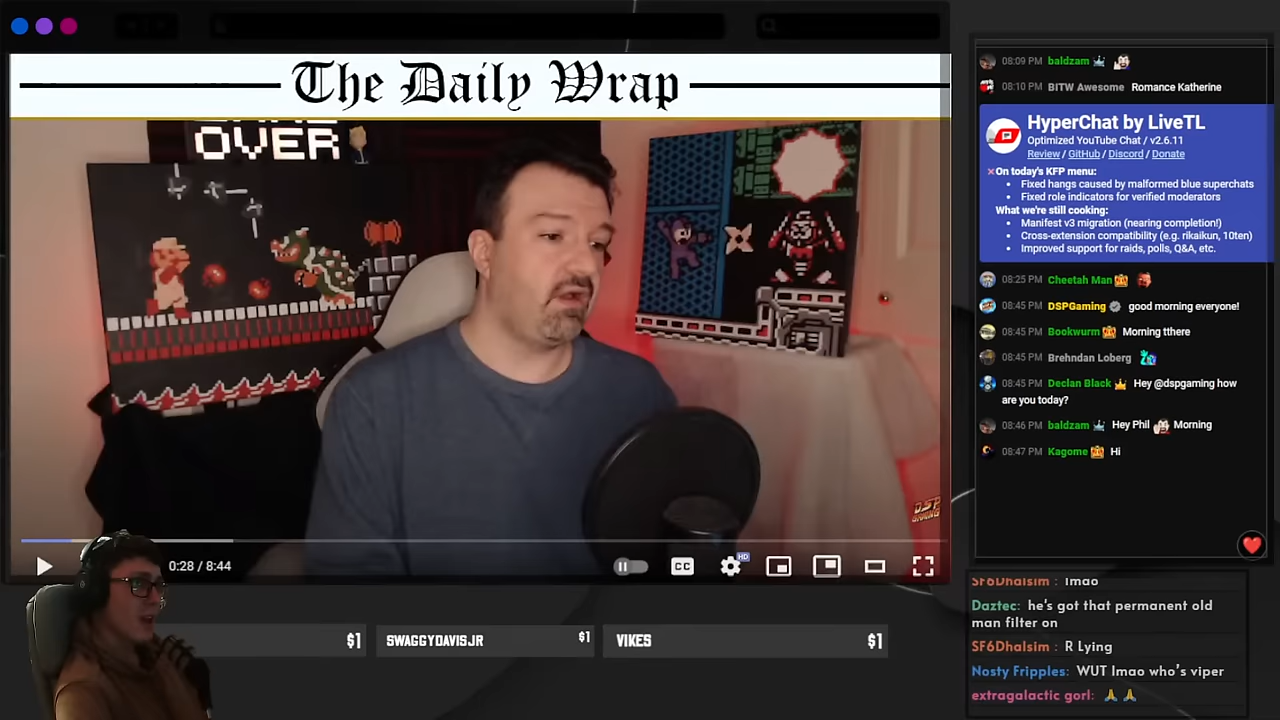 The Daily Wrap
OVER
DSP
GAMING
0:28 / 8:44
CC
HD
$1
SWAGGYDAVISJR
$1
VIKES
$1
08:09 PM baldzam
08:10 PM BITW Awesome Romance Katherine
HyperChat by LiveTL
Optimized YouTube Chat / v2.6.11
Review / GitHub / Discord / Donate
On today's KFP menu:
Fixed hangs caused by malformed blue superchats
Fixed role indicators for verified moderators
What we're still cooking:
Manifest v3 migration (nearing completion!)
Cross-extension compatibility (e.g. rikaikun, 10ten)
Improved support for raids, polls, Q&A, etc.
08:25 PM Cheetah Man
08:45 PM DSPGaming good morning everyone!
08:45 PM Bookwurm Morning tthere
08:45 PM Brehndan Loberg
08:45 PM Declan Black Hey @dspgaming how
are you today?
08:46 PM baldzam Hey Phil Morning
08:47 PM Kagome Hi
SF6Dhalsim : lmao
Daztec: he's got that permanent old
man filter on
SF6Dhalsim : R Lying
Nosty Fripples: WUT lmao who's viper
extragalactic gorl: 🙏 🙏